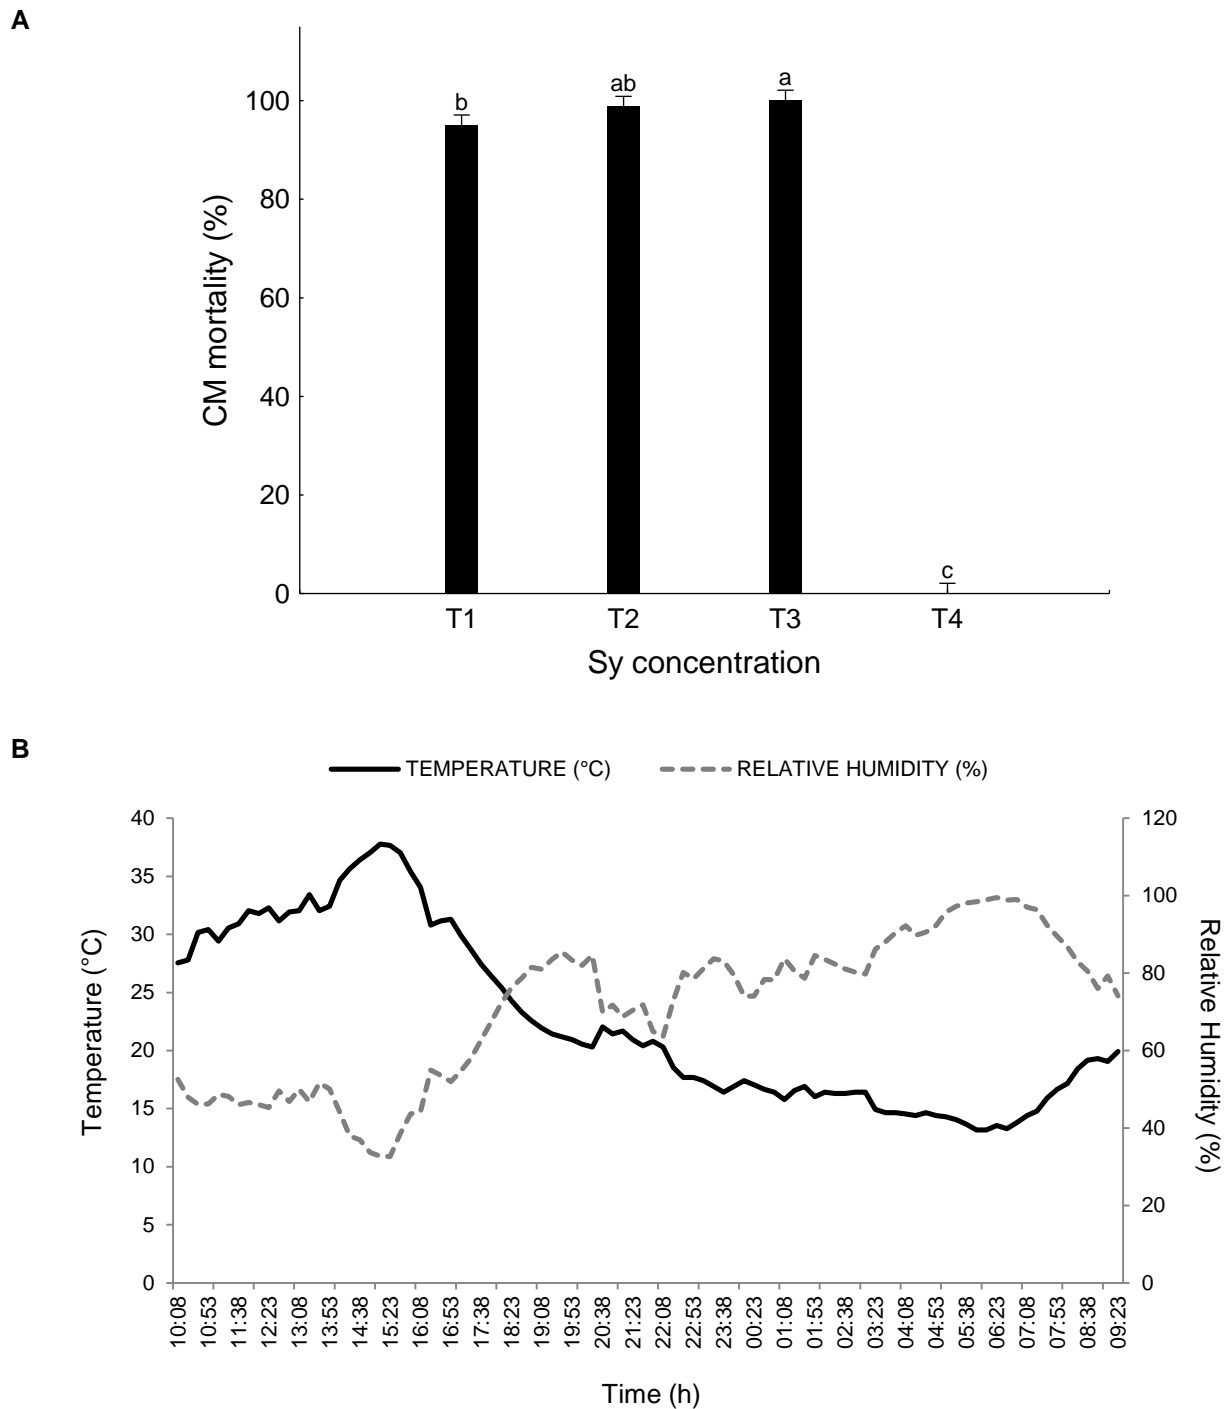 A
b
ab
a
c
100
80
60
40
20
0
CM mortality (%)
T1 T2 T3 T4
Sy concentration
B
TEMPERATURE (°C) RELATIVE HUMIDITY (%)
40
35
30
25
20
15
10
5
0
Temperature (°C)
120
100
80
60
40
20
0
Relative Humidity (%)
10:08 10:53 11:38 12:23 13:08 13:53 14:38 15:23 16:08 16:53 17:38 18:23 19:08 19:53 20:38 21:23 22:08 22:53 23:38 00:23 01:08 01:53 02:38 03:23 04:08 04:53 05:38 06:23 07:08 07:53 08:38 09:23
Time (h)